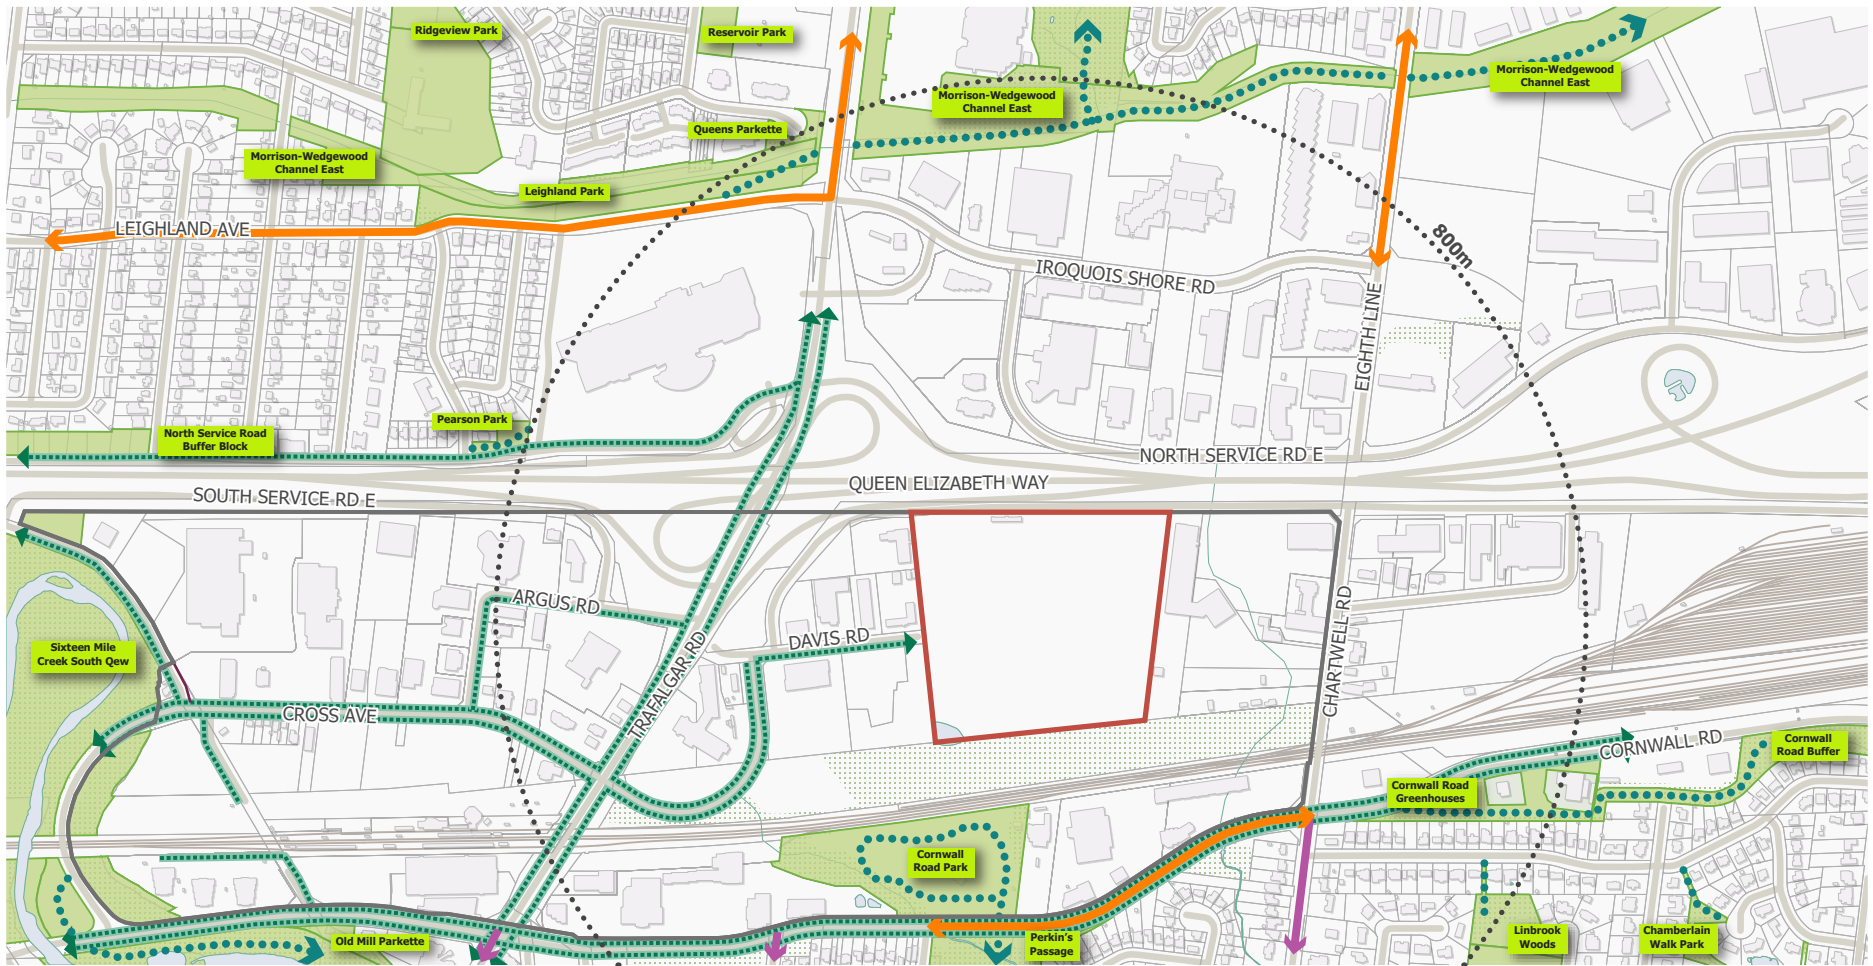 Ridgeview Park
Reservoir Park
Morrison-Wedgewood
Channel East
Morrison-Wedgewood
Channel East
Queens Parkette
Morrison-Wedgewood
Channel East
Leighland Park
LEIGHLAND AVE
800m
IROQUOIS SHORE RD
EIGHTH LINE
Pearson Park
North Service Road
Buffer Block
NORTH SERVICE RD E
QUEEN ELIZABETH WAY
SOUTH SERVICE RD E
ARGUS RD
DAVIS RD
CHARTWELL RD
TRAFALGAR RD
Sixteen Mile
Creek South Qew
CROSS AVE
CORNWALL RD
Cornwall
Road Buffer
Cornwall Road
Greenhouses
Cornwall
Road Park
Old Mill Parkette
Perkin's
Passage
Linbrook
Woods
Chamberlain
Walk Park